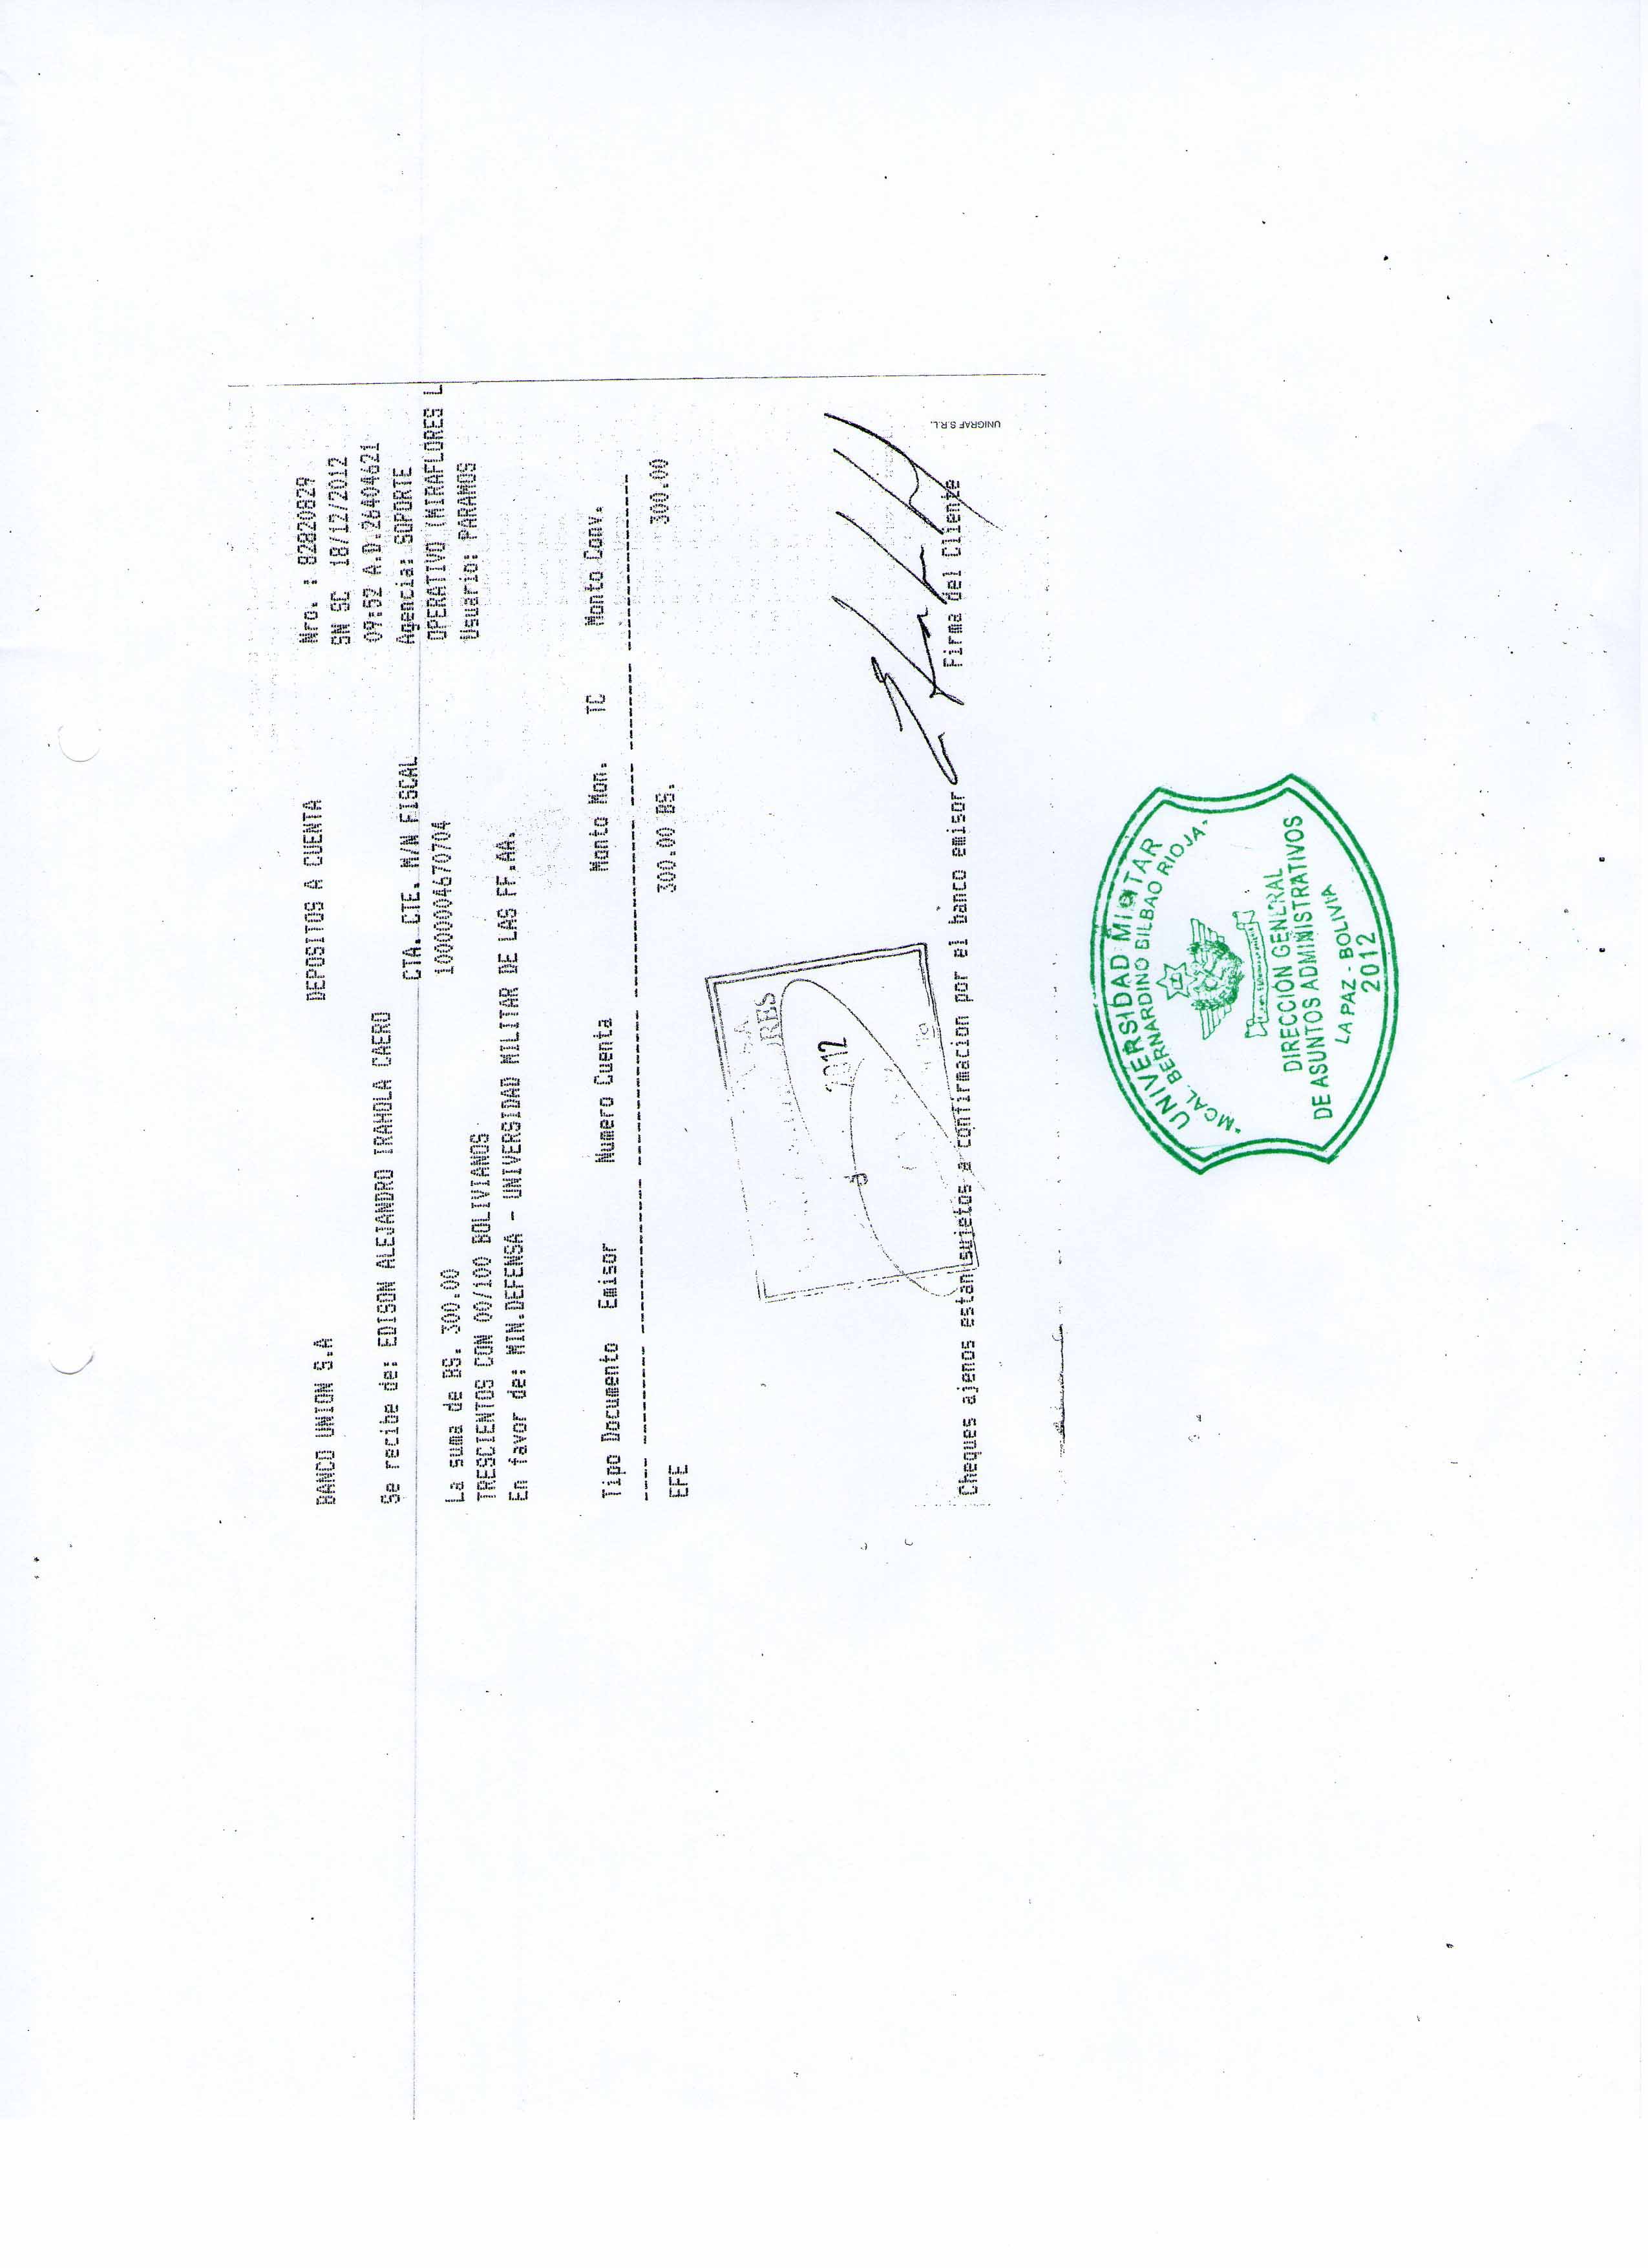 BANCO UNION S.A DEPOSITOS A CUENTA Nro. : 82820829
SN SC 18/12/2012
Se recibe de: EDISON ALEJANDRO IRAHOLA CAERO 09:52 A.D.26404621
CTA. CTE. M/N FISCAL Agencia: SOPORTE
La suma de BS. 300.00 10000004670704 OPERATIVO (MIRAFLORES L
TRESCIENTOS CON 00/100 BOLIVIANOS Usuario: PARAMOS
En favor de: MIN.DEFENSA - UNIVERSIDAD MILITAR DE LAS FF.AA.
Tipo Documento Emisor Numero Cuenta Monto Mon. TC Monto Conv.
EFE 300.00 BS. 300.00
2012
Cheques ajenos estan sujetos a confirmacion por el banco emisor Firma del Cliente
UNIGRAF S.R.L.
UNIVERSIDAD MILITAR
"MCAL. BERNARDINO BILBAO RIOJA"
DIRECCIÓN GENERAL
DE ASUNTOS ADMINISTRATIVOS
LA PAZ - BOLIVIA
2012